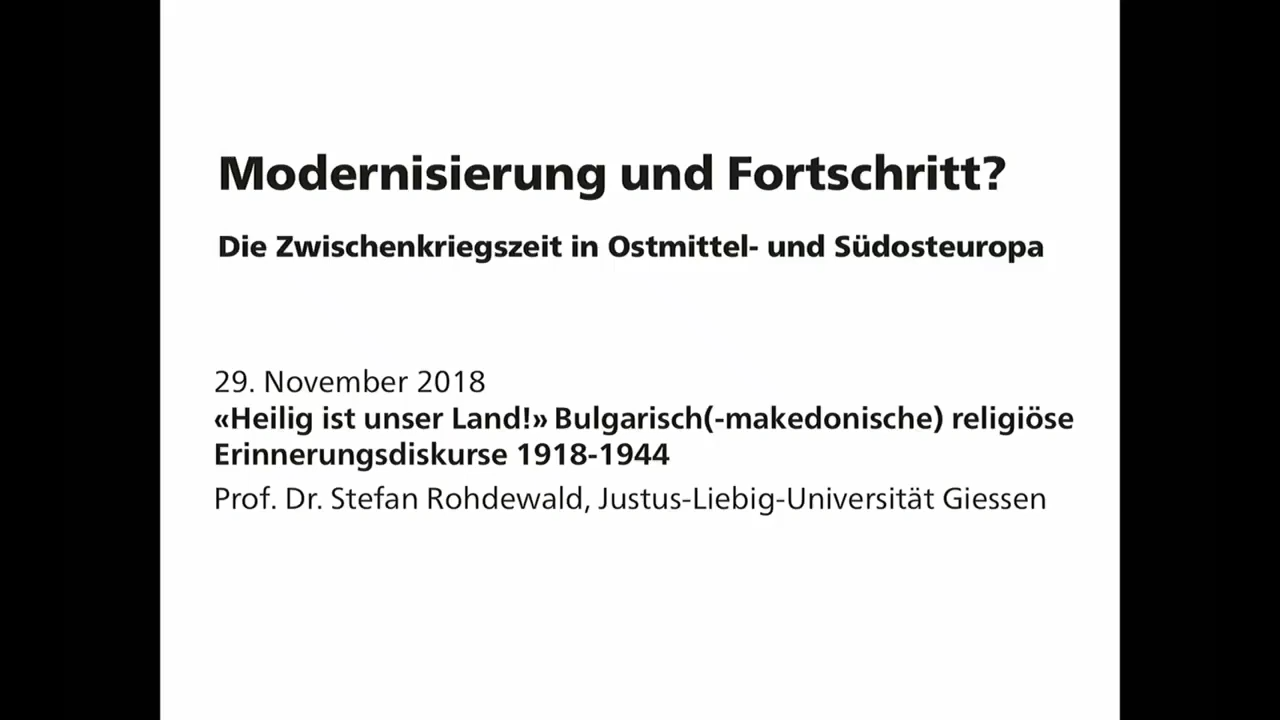 Modernisierung und Fortschritt?
Die Zwischenkriegszeit in Ostmittel- und Südosteuropa
29. November 2018
«Heilig ist unser Land!» Bulgarisch(-makedonische) religiöse
Erinnerungsdiskurse 1918-1944
Prof. Dr. Stefan Rohdewald, Justus-Liebig-Universität Giessen